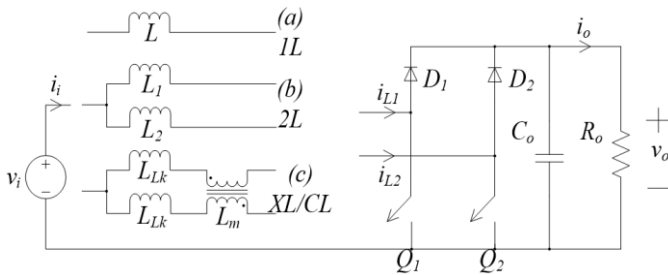 L
(a)
1L
i_i
L_1
(b)
L_2
2L
v_i
+
−
L_Lk
(c)
XL/CL
L_Lk
L_m
i_L1
i_L2
D_1
D_2
Q_1
Q_2
C_o
i_o
R_o
+
v_o
−